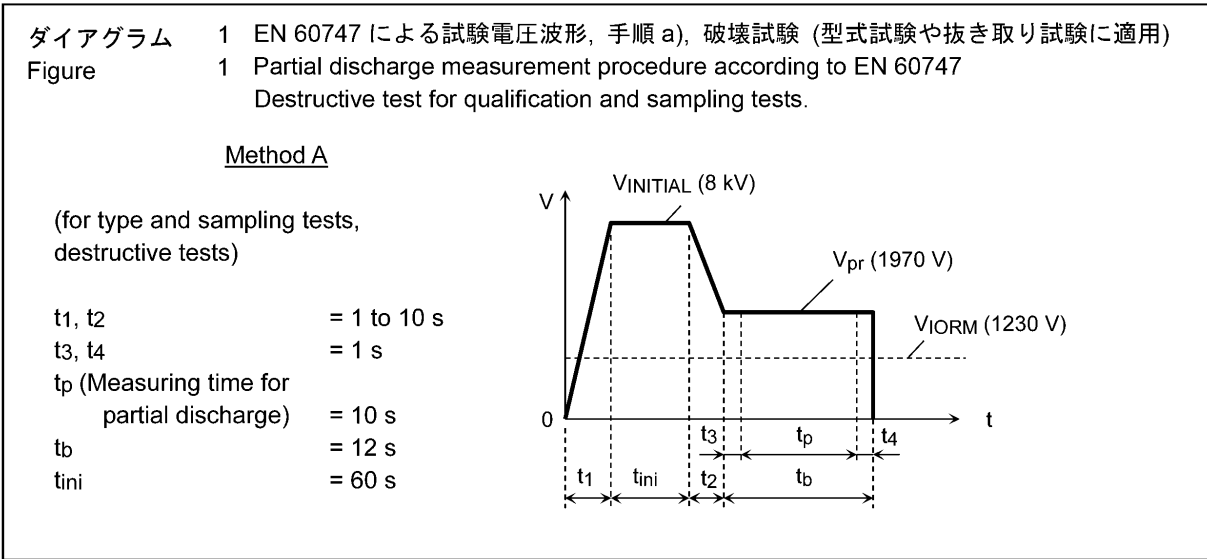 ダイアグラム 1 EN 60747 による試験電圧波形, 手順 a), 破壊試験 (型式試験や抜き取り試験に適用)
Figure 1 Partial discharge measurement procedure according to EN 60747
Destructive test for qualification and sampling tests.
Method A
(for type and sampling tests,
destructive tests)
t1, t2 = 1 to 10 s
t3, t4 = 1 s
tp (Measuring time for
partial discharge) = 10 s
tb = 12 s
tini = 60 s
VINITIAL (8 kV)
V
Vpr (1970 V)
VIORM (1230 V)
0
t
t3 tp t4
t1 tini t2 tb